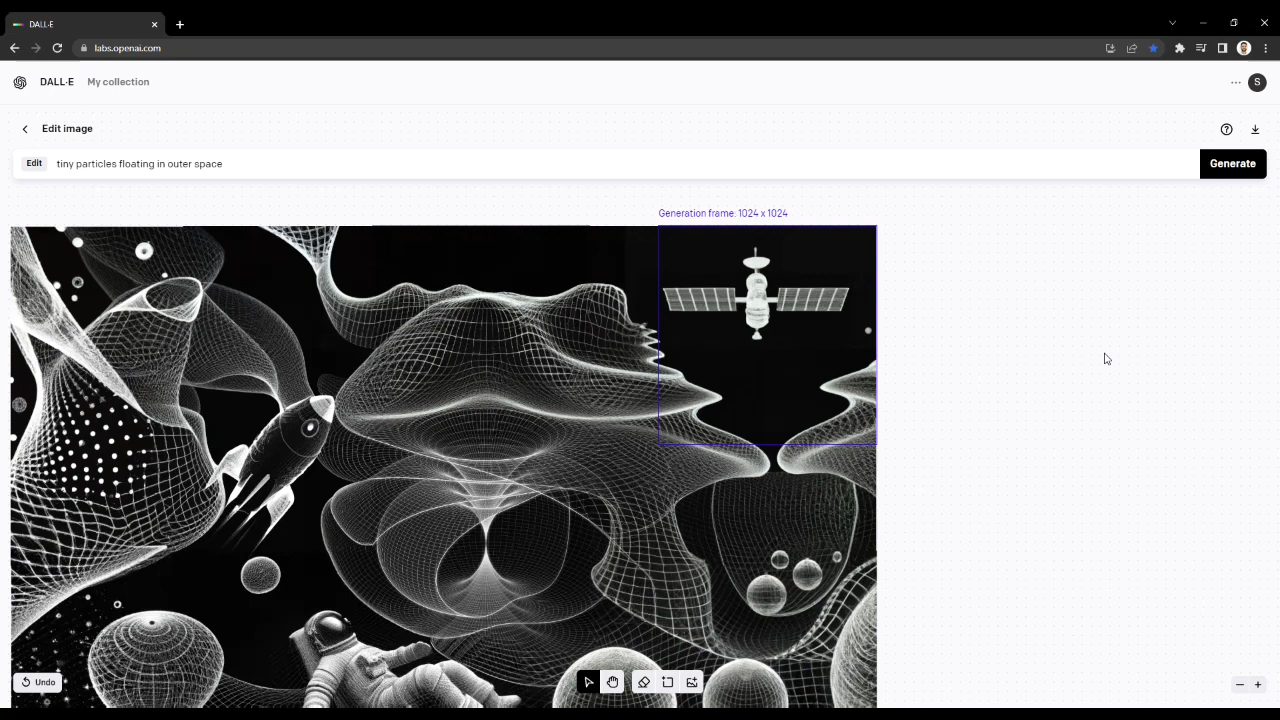 DALL·E
labs.openai.com
DALL·E My collection
S
Edit image
Edit tiny particles floating in outer space
Generate
Generation frame: 1024 x 1024
Undo